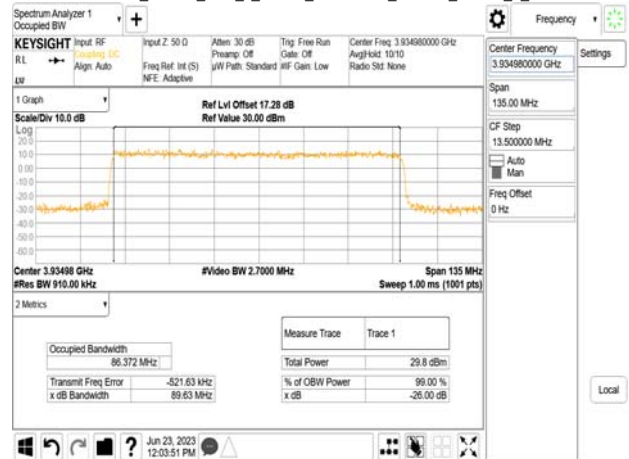 Spectrum Analyzer 1
Occupied BW
+
Frequency
KEYSIGHT
R L
Input: RF
Coupling: DC
Align: Auto
Input Z: 50 Ω
Freq Ref: Int (S)
NFE: Adaptive
Atten: 30 dB
Preamp: Off
µW Path: Standard
Trig: Free Run
Gate: Off
#IF Gain: Low
Center Freq: 3.934980000 GHz
Avg|Hold: 10/10
Radio Std: None
Center Frequency
3.934980000 GHz
Settings
Span
135.00 MHz
CF Step
13.500000 MHz
Auto
Man
Freq Offset
0 Hz
Local
1 Graph
Scale/Div 10.0 dB
Ref Lvl Offset 17.28 dB
Ref Value 30.00 dBm
Log
20.0
10.0
0.00
-10.0
-20.0
-30.0
-40.0
-50.0
-60.0
Center 3.93498 GHz
#Res BW 910.00 kHz
#Video BW 2.7000 MHz
Span 135 MHz
Sweep 1.00 ms (1001 pts)
2 Metrics
Measure Trace Trace 1
Occupied Bandwidth
86.372 MHz
Total Power 29.8 dBm
Transmit Freq Error -521.63 kHz
% of OBW Power 99.00 %
x dB Bandwidth 89.63 MHz
x dB -26.00 dB
?
Jun 23, 2023
12:03:51 PM